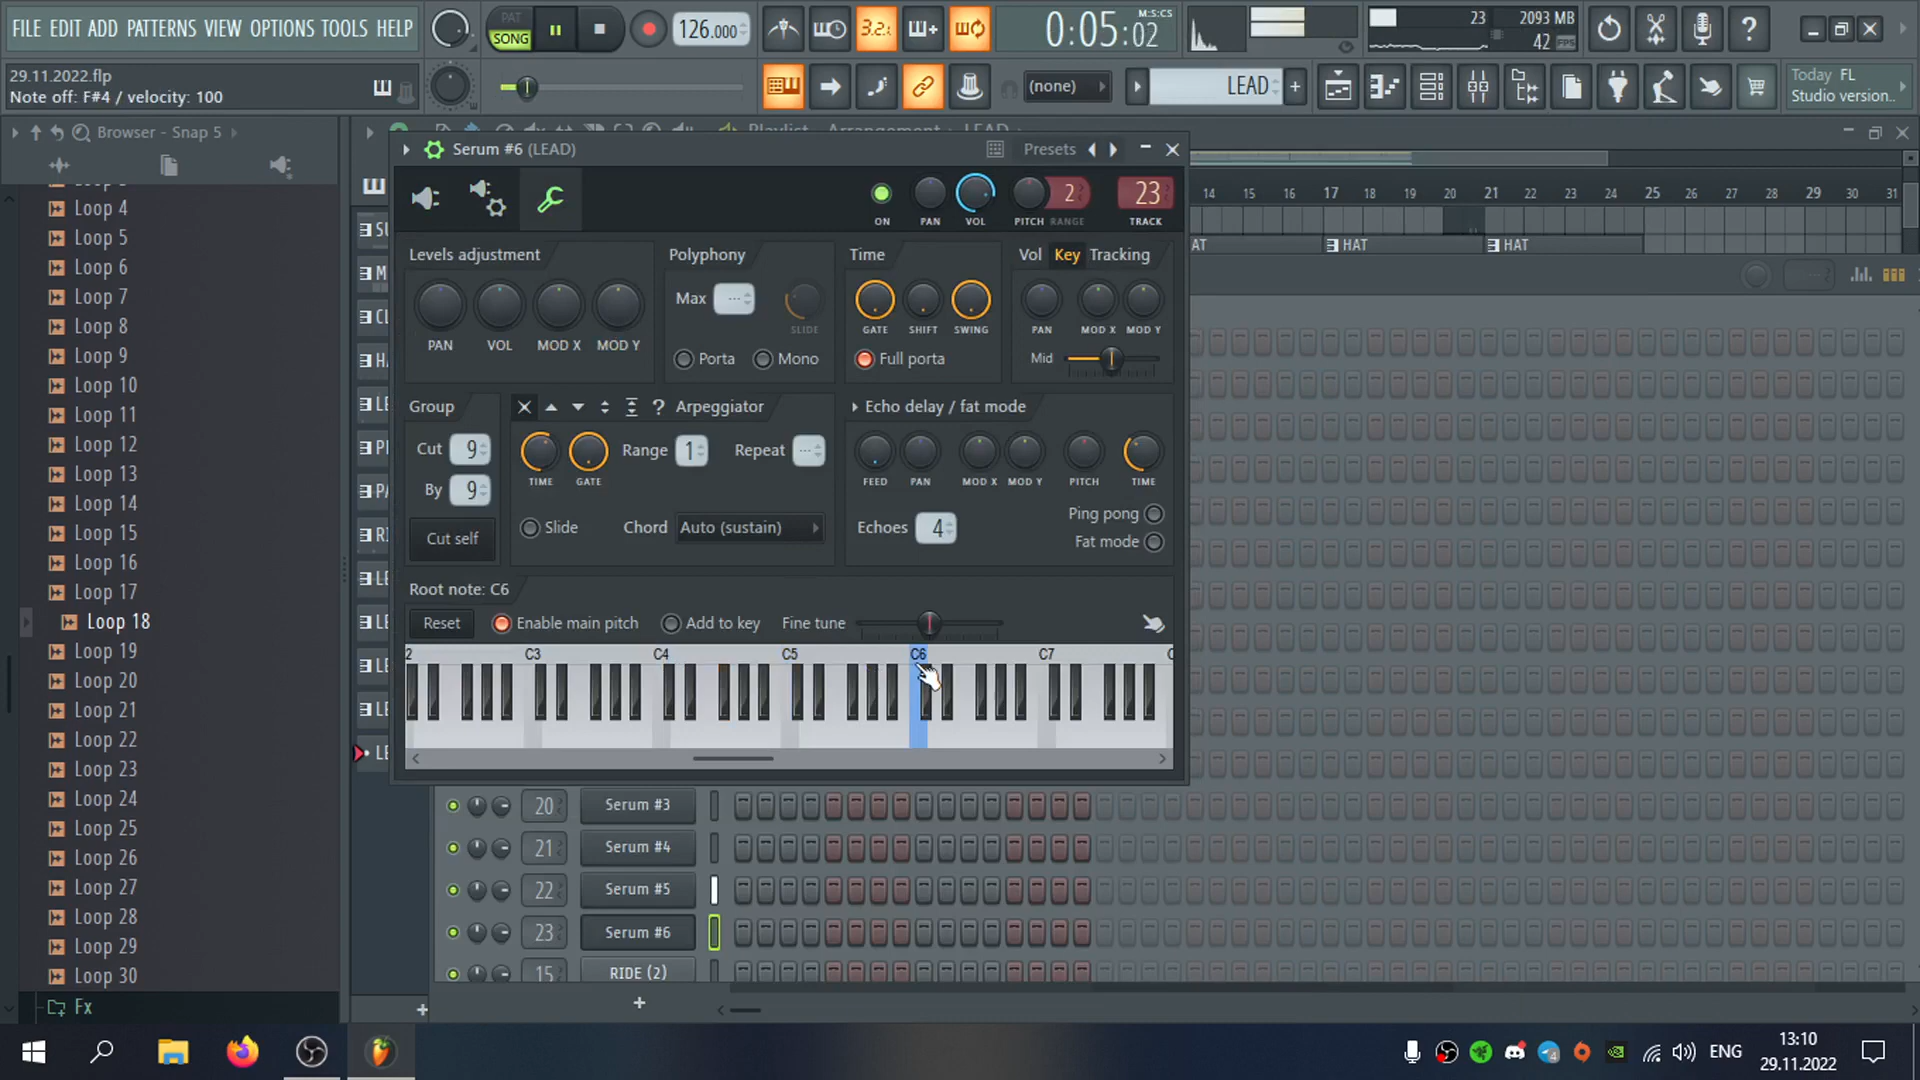 FILE EDIT ADD PATTERNS VIEW OPTIONS TOOLS HELP
PAT
SONG
126.000
3.2.
0:05:02
M:S:CS
23
2093 MB
42
29.11.2022.flp
Note off: F#4 / velocity: 100
(none)
LEAD
Today FL
Studio version..
Browser - Snap 5
Loop 4
Loop 5
Loop 6
Loop 7
Loop 8
Loop 9
Loop 10
Loop 11
Loop 12
Loop 13
Loop 14
Loop 15
Loop 16
Loop 17
Loop 18
Loop 19
Loop 20
Loop 21
Loop 22
Loop 23
Loop 24
Loop 25
Loop 26
Loop 27
Loop 28
Loop 29
Loop 30
Fx
Serum #6 (LEAD)
Presets
ON PAN VOL PITCH RANGE 2 23 TRACK
Levels adjustment
PAN VOL MOD X MOD Y
Polyphony
Max
SLIDE
Porta Mono
Time
GATE SHIFT SWING
Full porta
Vol Key Tracking
PAN MOD X MOD Y
Mid
Group
Cut 9
By 9
Cut self
Arpeggiator
TIME GATE
Range 1 Repeat
Slide Chord Auto (sustain)
Echo delay / fat mode
FEED PAN MOD X MOD Y PITCH TIME
Echoes 4
Ping pong
Fat mode
Root note: C6
Reset Enable main pitch Add to key Fine tune
2 C3 C4 C5 C6 C7
14 15 16 17 18 19 20 21 22 23 24 25 26 27 28 29 30 31
AT HAT HAT
20 Serum #3
21 Serum #4
22 Serum #5
23 Serum #6
15 RIDE (2)
ENG
13:10
29.11.2022